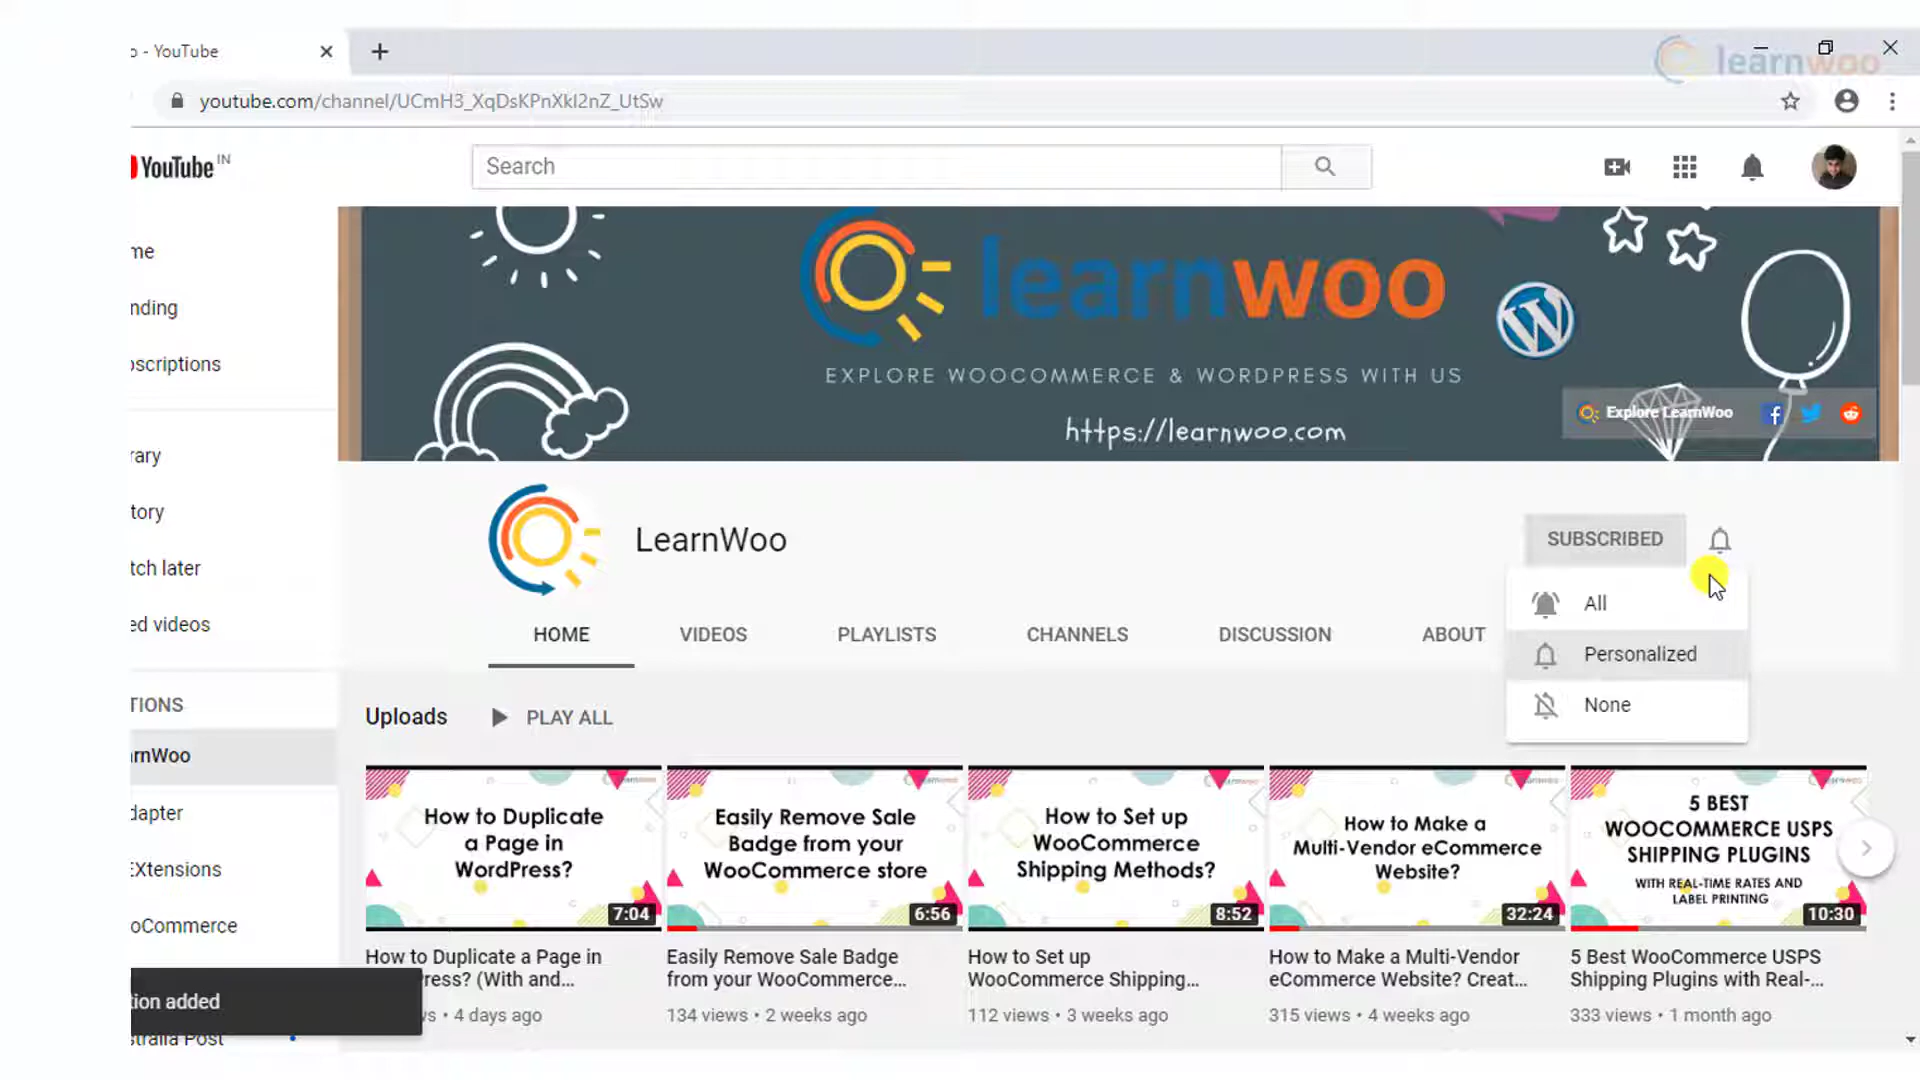 o - YouTube
learnwoo
youtube.com/channel/UCmH3_XqDsKPnXkI2nZ_UtSw
YouTube IN
Search
me
nding
oscriptions
rary
tory
tch later
ed videos
TIONS
arnWoo
dapter
EXtensions
oCommerce
tion added
stralia Post
learnwoo
EXPLORE WOOCOMMERCE & WORDPRESS WITH US
https://learnwoo.com
Explore LearnWoo
LearnWoo
SUBSCRIBED
All
Personalized
None
HOME
VIDEOS
PLAYLISTS
CHANNELS
DISCUSSION
ABOUT
Uploads
PLAY ALL
How to Duplicate
a Page in
WordPress?
7:04
How to Duplicate a Page in
ress? (With and...
ws • 4 days ago
Easily Remove Sale
Badge from your
WooCommerce store
6:56
Easily Remove Sale Badge
from your WooCommerce...
134 views • 2 weeks ago
How to Set up
WooCommerce
Shipping Methods?
8:52
How to Set up
WooCommerce Shipping...
112 views • 3 weeks ago
How to Make a
Multi-Vendor eCommerce
Website?
32:24
How to Make a Multi-Vendor
eCommerce Website? Creat...
315 views • 4 weeks ago
5 BEST
WOOCOMMERCE USPS
SHIPPING PLUGINS
WITH REAL-TIME RATES AND
LABEL PRINTING
10:30
5 Best WooCommerce USPS
Shipping Plugins with Real-...
333 views • 1 month ago